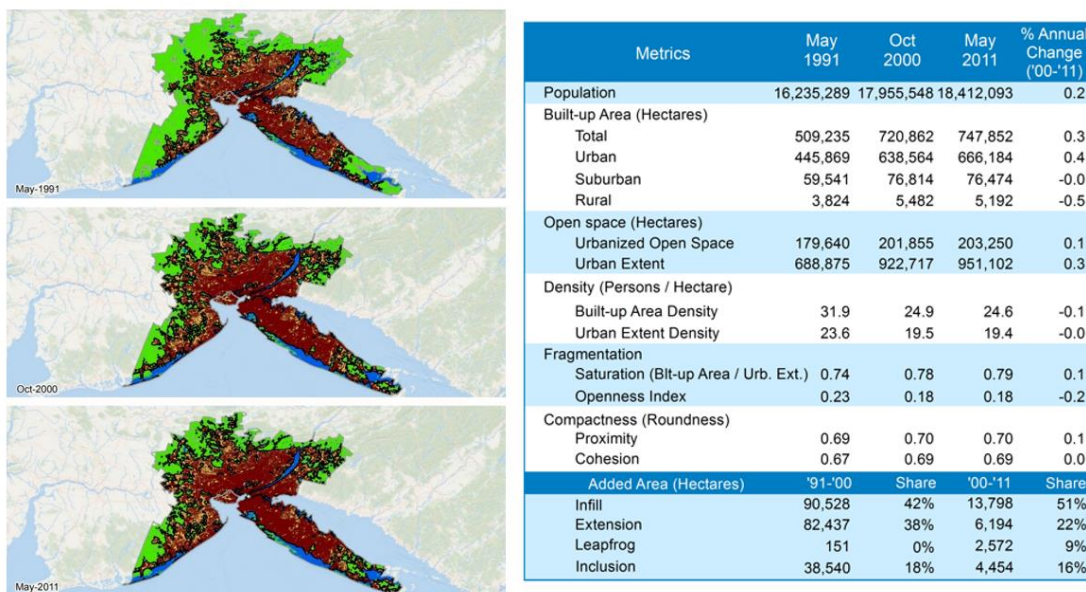 May-1991
Oct-2000
May-2011
Metrics May 1991 Oct 2000 May 2011 % Annual Change ('00-'11)
Population 16,235,289 17,955,548 18,412,093 0.2
Built-up Area (Hectares)
Total 509,235 720,862 747,852 0.3
Urban 445,869 638,564 666,184 0.4
Suburban 59,541 76,814 76,474 -0.0
Rural 3,824 5,482 5,192 -0.5
Open space (Hectares)
Urbanized Open Space 179,640 201,855 203,250 0.1
Urban Extent 688,875 922,717 951,102 0.3
Density (Persons / Hectare)
Built-up Area Density 31.9 24.9 24.6 -0.1
Urban Extent Density 23.6 19.5 19.4 -0.0
Fragmentation
Saturation (Blt-up Area / Urb. Ext.) 0.74 0.78 0.79 0.1
Openness Index 0.23 0.18 0.18 -0.2
Compactness (Roundness)
Proximity 0.69 0.70 0.70 0.1
Cohesion 0.67 0.69 0.69 0.0
Added Area (Hectares) '91-'00 Share '00-'11 Share
Infill 90,528 42% 13,798 51%
Extension 82,437 38% 6,194 22%
Leapfrog 151 0% 2,572 9%
Inclusion 38,540 18% 4,454 16%